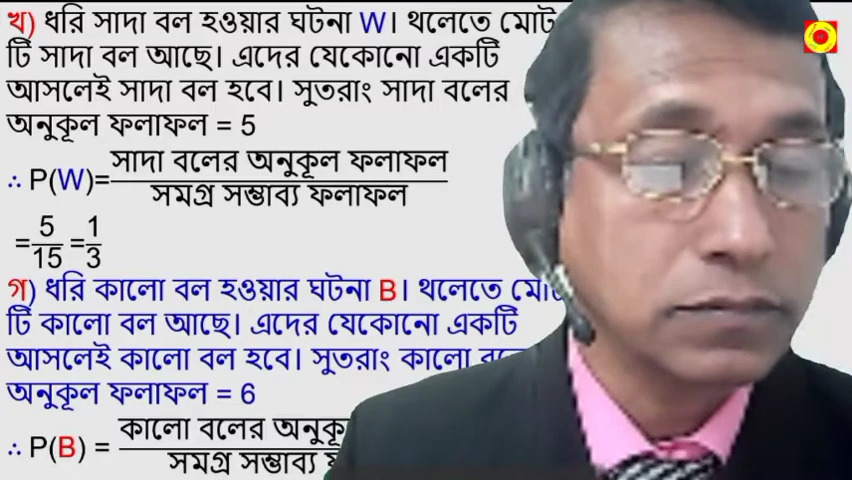 খ) ধরি সাদা বল হওয়ার ঘটনা W। থলেতে মোট
টি সাদা বল আছে। এদের যেকোনো একটি
আসলেই সাদা বল হবে। সুতরাং সাদা বলের
অনুকূল ফলাফল = 5
∴ P(W)=সাদা বলের অনুকূল ফলাফল
সমগ্র সম্ভাব্য ফলাফল
=5/15 =1/3
গ) ধরি কালো বল হওয়ার ঘটনা B। থলেতে মোট
টি কালো বল আছে। এদের যেকোনো একটি
আসলেই কালো বল হবে। সুতরাং কালো
অনুকূল ফলাফল = 6
∴ P(B) = কালো বলের
সমগ্র সম্ভাব্য